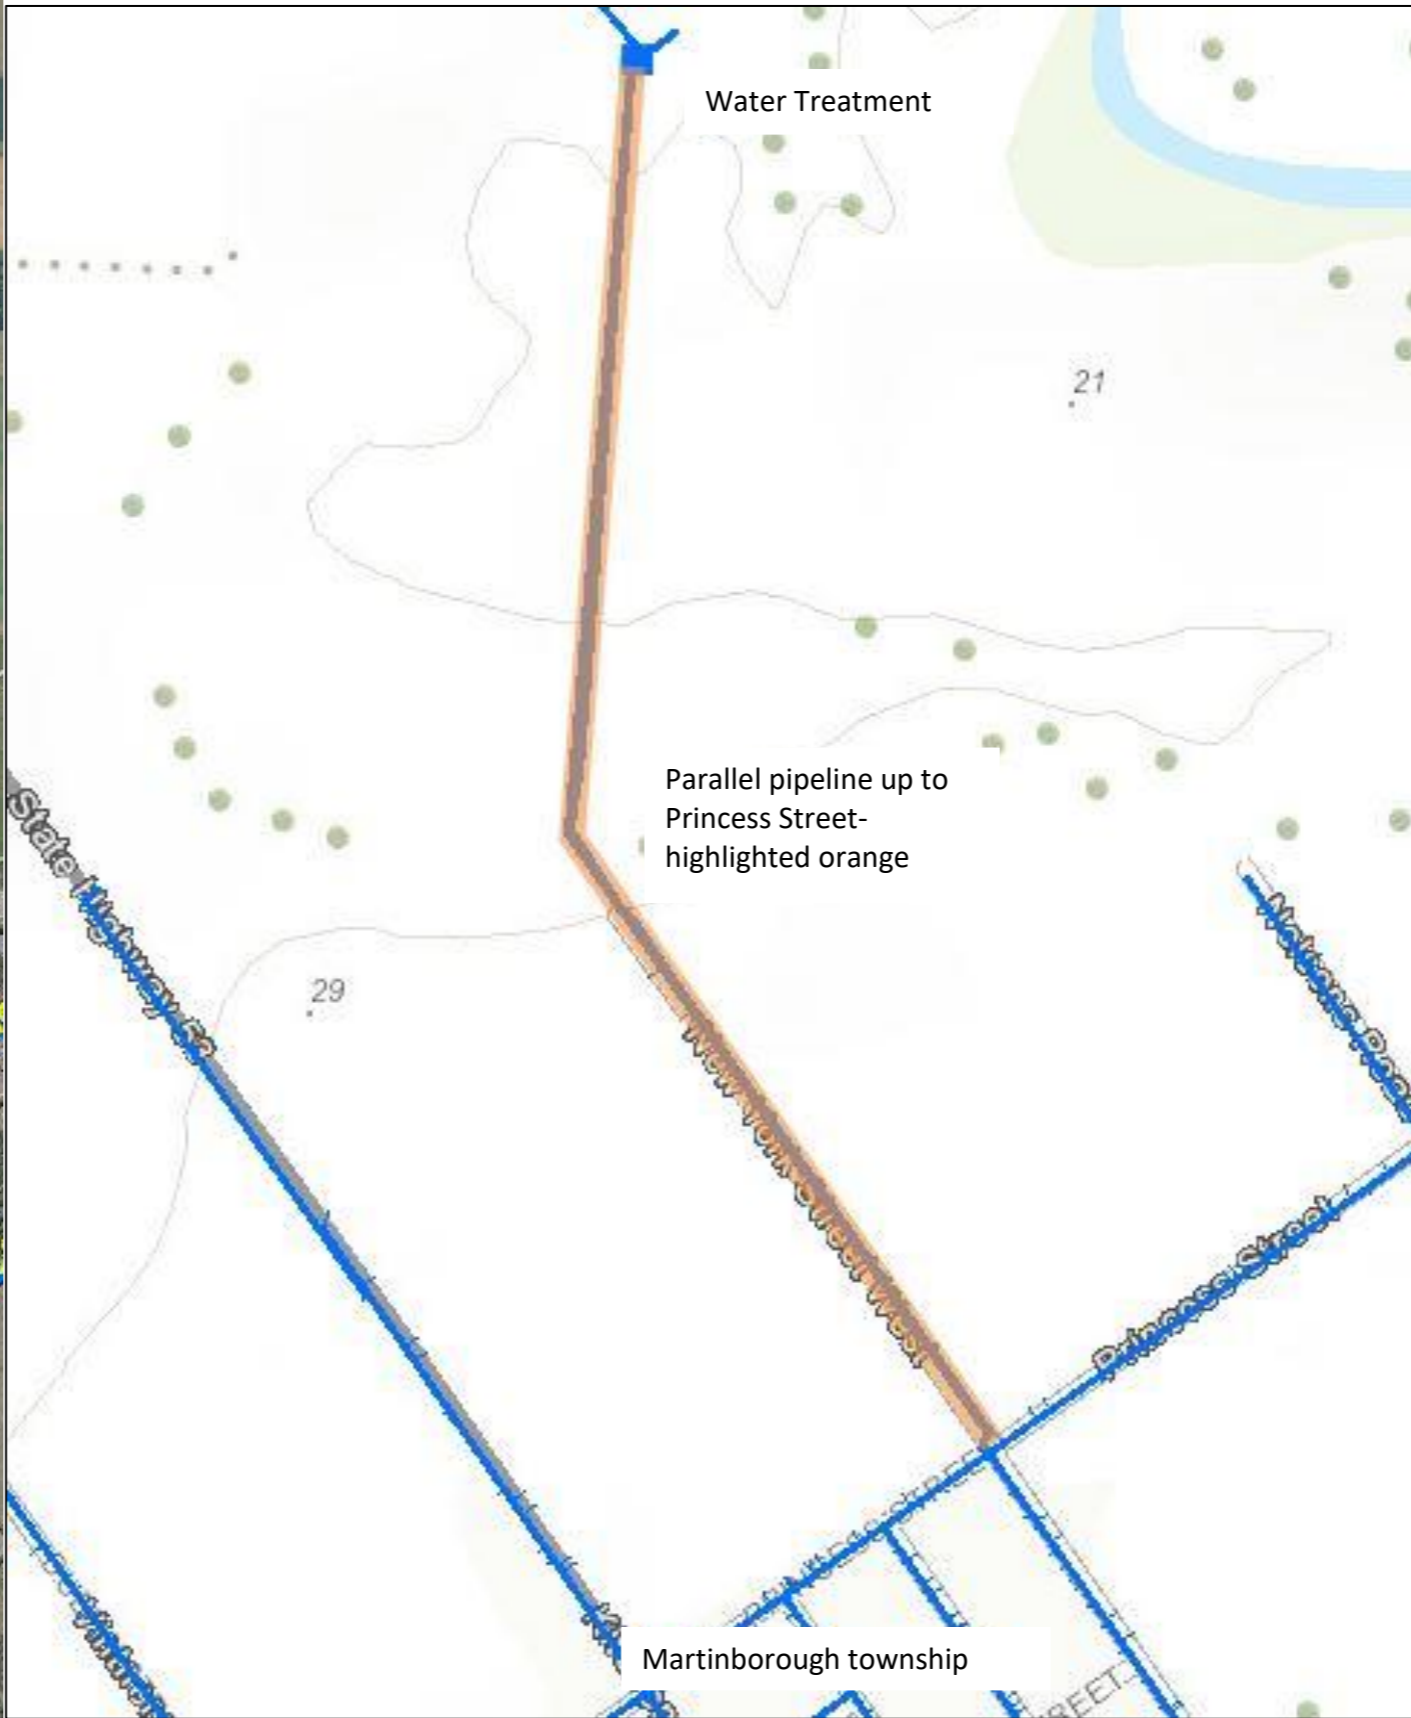 Water Treatment
21
Parallel pipeline up to
Princess Street-
highlighted orange
State Highway 53
29
New York Street West
Princess Street
Martinborough township